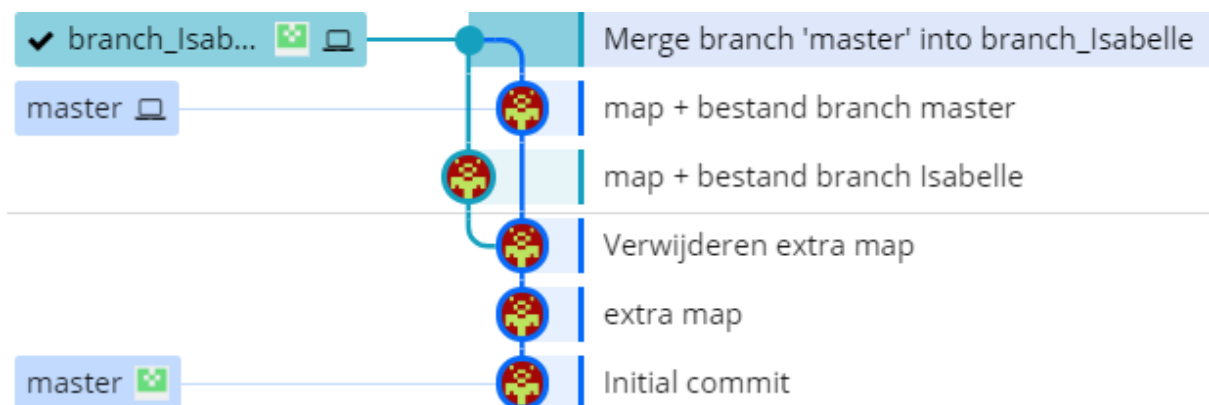 branch_Isab... Merge branch 'master' into branch_Isabelle
master map + bestand branch master
map + bestand branch Isabelle
Verwijderen extra map
extra map
master Initial commit